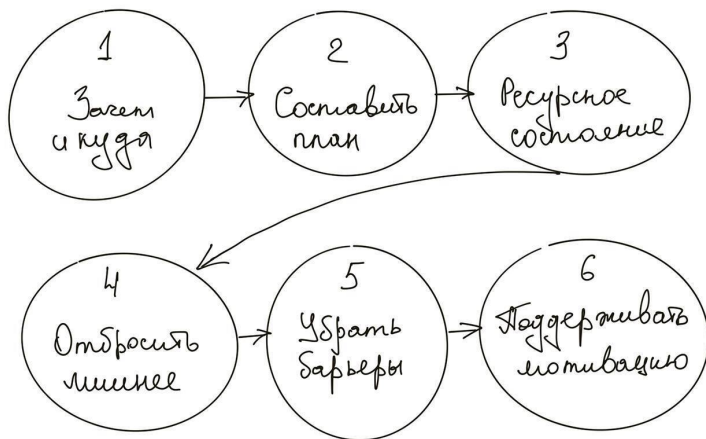 1
Зачем
и куда
2
Составить
план
3
Ресурсное
состояние
4
Отбросить
лишнее
5
Убрать
барьеры
6
Поддерживать
мотивацию